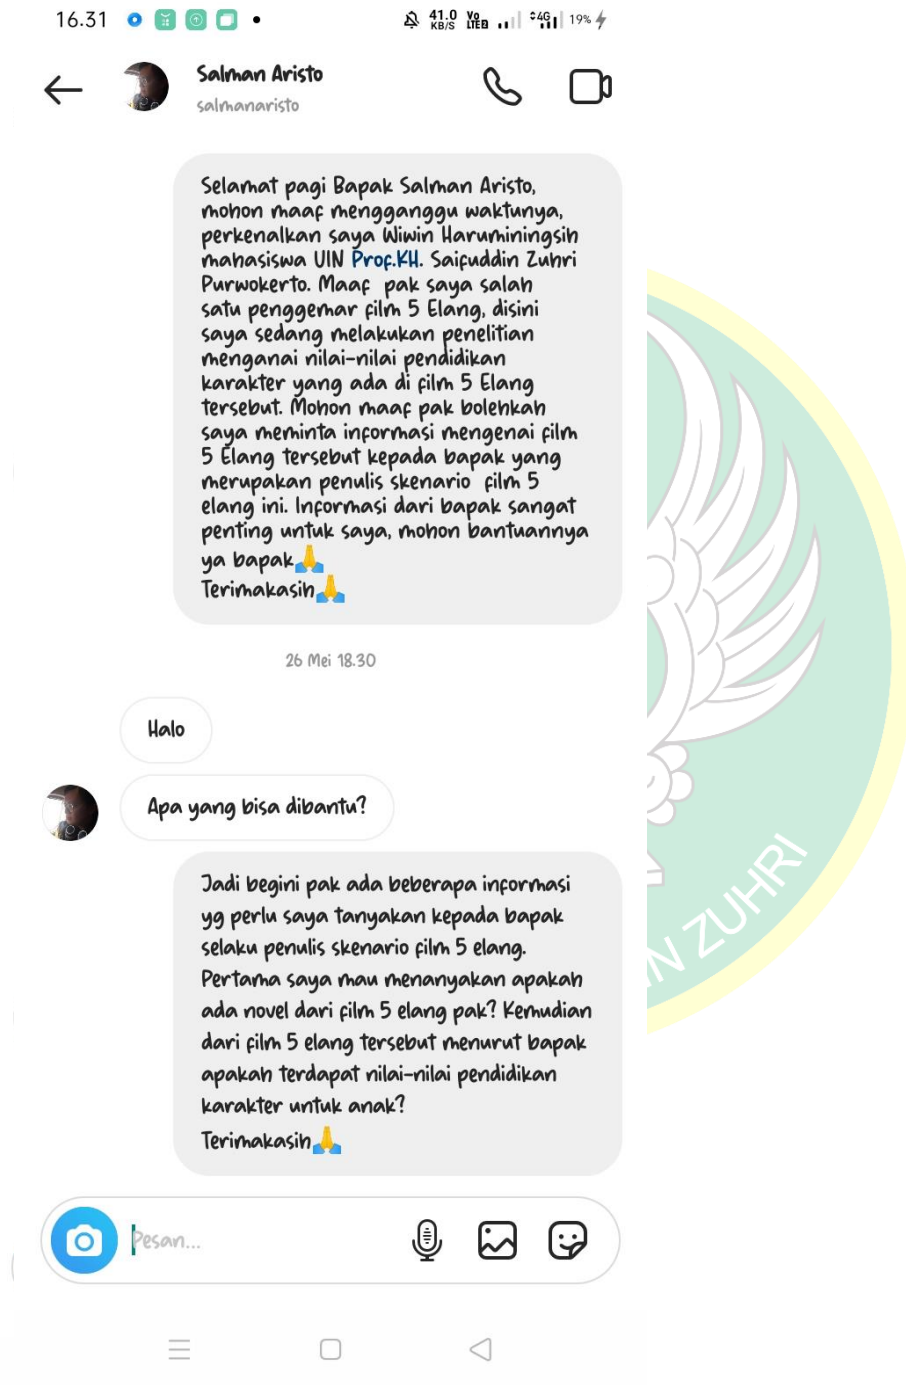 16.31
41.0 KB/S
Vo LTE2
4G
19%
Salman Aristo
salmanaristo
Selamat pagi Bapak Salman Aristo,
mohon maaf mengganggu waktunya,
perkenalkan saya Wiwin Haruminingsih
mahasiswa UIN Prof.KH. Saifuddin Zuhri
Purwokerto. Maaf pak saya salah
satu penggemar film 5 Elang, disini
saya sedang melakukan penelitian
menganai nilai-nilai pendidikan
karakter yang ada di film 5 Elang
tersebut. Mohon maaf pak bolehkah
saya meminta informasi mengenai film
5 Elang tersebut kepada bapak yang
merupakan penulis skenario film 5
elang ini. Informasi dari bapak sangat
penting untuk saya, mohon bantuannya
ya bapak🙏
Terimakasih🙏
26 Mei 18.30
Halo
Apa yang bisa dibantu?
Jadi begini pak ada beberapa informasi
yg perlu saya tanyakan kepada bapak
selaku penulis skenario film 5 elang.
Pertama saya mau menanyakan apakah
ada novel dari film 5 elang pak? Kemudian
dari film 5 elang tersebut menurut bapak
apakah terdapat nilai-nilai pendidikan
karakter untuk anak?
Terimakasih🙏
Pesan...
N ZUHRI